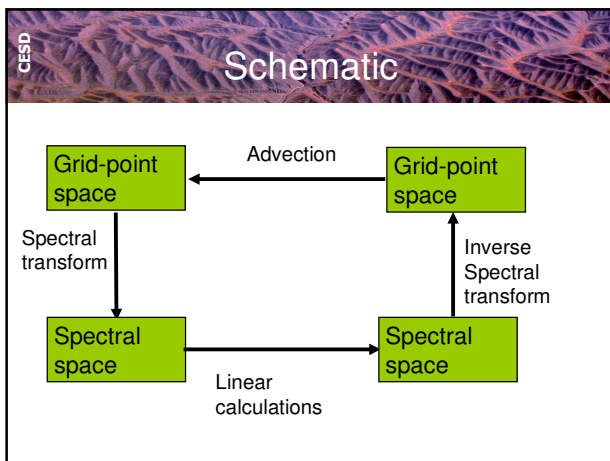 CESD
Schematic
Grid-point
space
Advection
Grid-point
space
Spectral
transform
Inverse
Spectral
transform
Spectral
space
Linear
calculations
Spectral
space